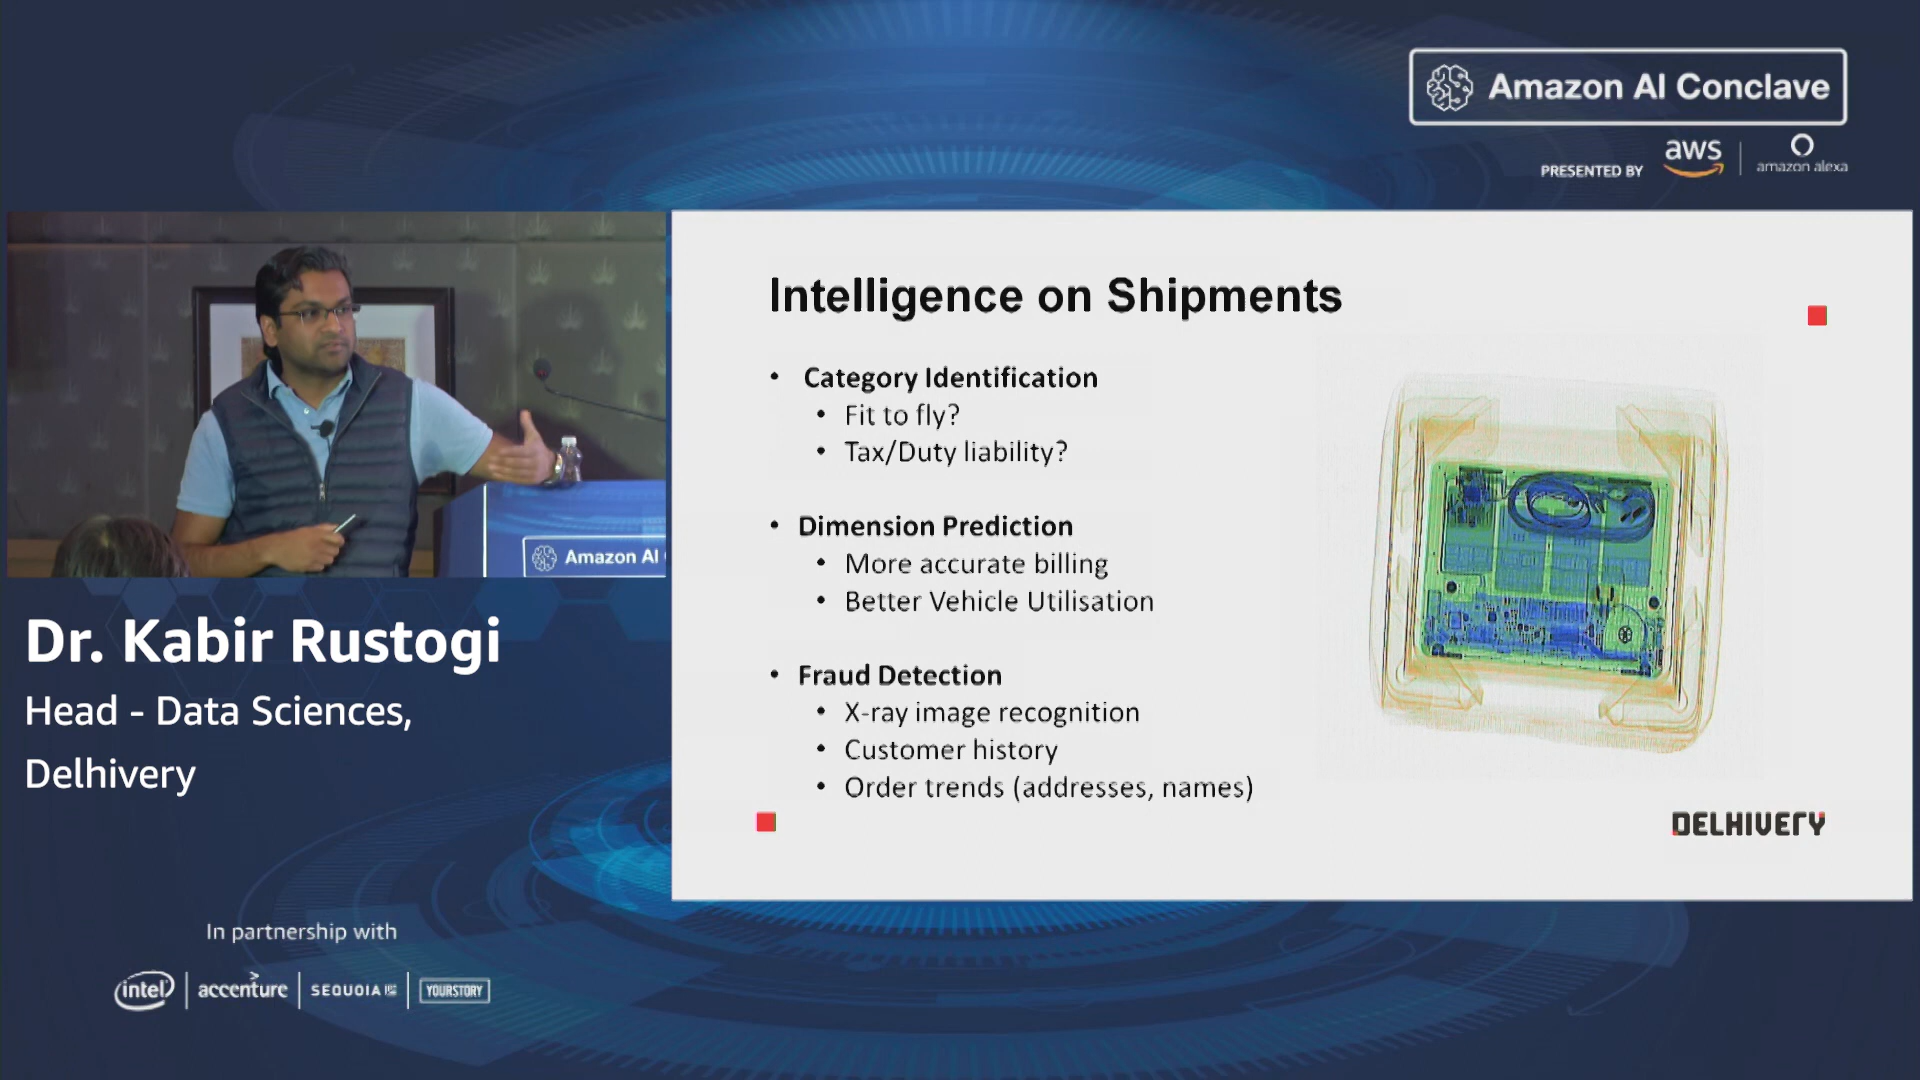 Amazon AI Conclave
PRESENTED BY
aws
amazon alexa
Amazon AI
Dr. Kabir Rustogi
Head - Data Sciences,
Delhivery
In partnership with
intel
accenture
SEQUOIA
YOURSTORY
Intelligence on Shipments
• Category Identification
• Fit to fly?
• Tax/Duty liability?
• Dimension Prediction
• More accurate billing
• Better Vehicle Utilisation
• Fraud Detection
• X-ray image recognition
• Customer history
• Order trends (addresses, names)
DELHIVERY